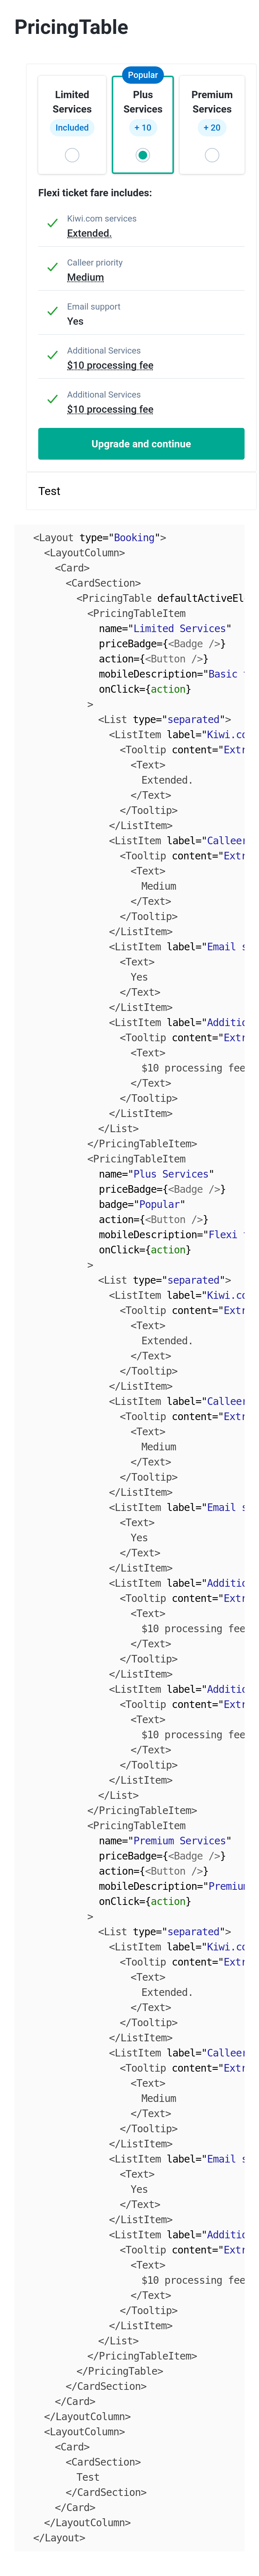 PricingTable
Popular
Limited Services
Plus Services
Premium Services
Included
+ 10
+ 20
Flexi ticket fare includes:
Kiwi.com services
Extended.
Calleer priority
Medium
Email support
Yes
Additional Services
$10 processing fee
Additional Services
$10 processing fee
Upgrade and continue
Test
<Layout type="Booking">
<LayoutColumn>
<Card>
<CardSection>
<PricingTable defaultActiveEl
<PricingTableItem
name="Limited Services"
priceBadge={<Badge />}
action={<Button />}
mobileDescription="Basic
onClick={action}
>
<List type="separated">
<ListItem label="Kiwi.co
<Tooltip content="Extr
<Text>
Extended.
</Text>
</Tooltip>
</ListItem>
<ListItem label="Calleer
<Tooltip content="Extr
<Text>
Medium
</Text>
</Tooltip>
</ListItem>
<ListItem label="Email s
<Text>
Yes
</Text>
</ListItem>
<ListItem label="Additic
<Tooltip content="Extr
<Text>
$10 processing fee
</Text>
</Tooltip>
</ListItem>
</List>
</PricingTableItem>
<PricingTableItem
name="Plus Services"
priceBadge={<Badge />}
badge="Popular"
action={<Button />}
mobileDescription="Flexi
onClick={action}
>
<List type="separated">
<ListItem label="Kiwi.co
<Tooltip content="Extr
<Text>
Extended.
</Text>
</Tooltip>
</ListItem>
<ListItem label="Calleer
<Tooltip content="Extr
<Text>
Medium
</Text>
</Tooltip>
</ListItem>
<ListItem label="Email s
<Text>
Yes
</Text>
</ListItem>
<ListItem label="Additic
<Tooltip content="Extr
<Text>
$10 processing fee
</Text>
</Tooltip>
</ListItem>
<ListItem label="Additic
<Tooltip content="Extr
<Text>
$10 processing fee
</Text>
</Tooltip>
</ListItem>
</List>
</PricingTableItem>
<PricingTableItem
name="Premium Services"
priceBadge={<Badge />}
action={<Button />}
mobileDescription="Premium
onClick={action}
>
<List type="separated">
<ListItem label="Kiwi.co
<Tooltip content="Extr
<Text>
Extended.
</Text>
</Tooltip>
</ListItem>
<ListItem label="Calleer
<Tooltip content="Extr
<Text>
Medium
</Text>
</Tooltip>
</ListItem>
<ListItem label="Email s
<Text>
Yes
</Text>
</ListItem>
<ListItem label="Additic
<Tooltip content="Extr
<Text>
$10 processing fee
</Text>
</Tooltip>
</ListItem>
</List>
</PricingTableItem>
</PricingTable>
</CardSection>
</Card>
</LayoutColumn>
<LayoutColumn>
<Card>
<CardSection>
Test
</CardSection>
</Card>
</LayoutColumn>
</Layout>